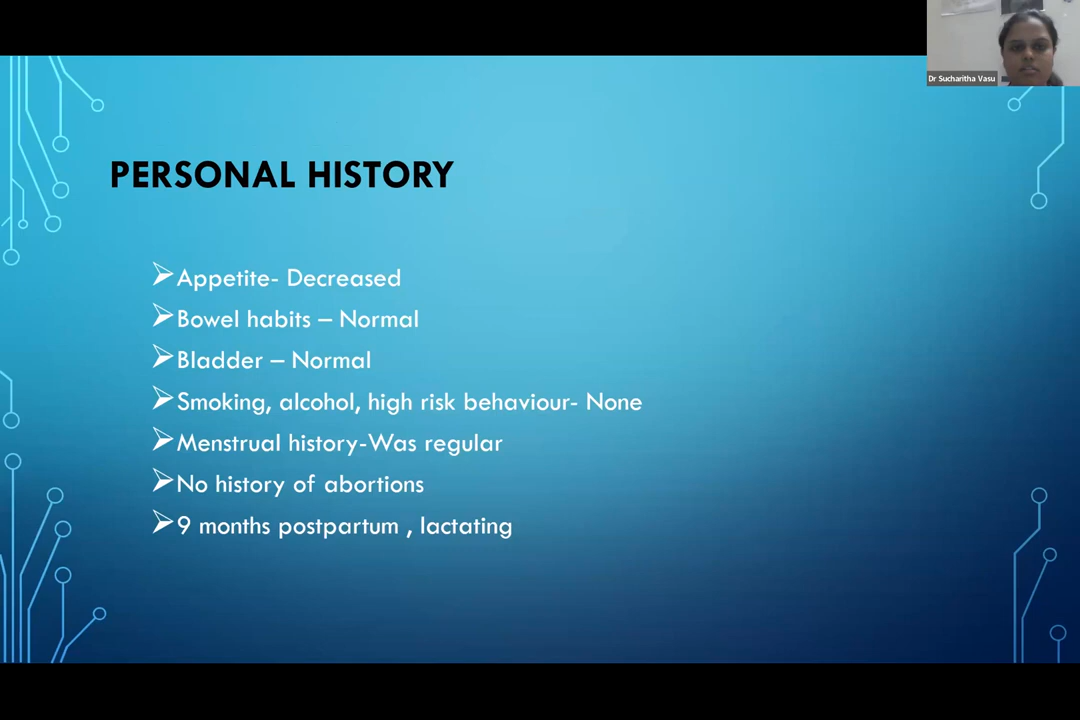 Dr Sucharitha Vasu
PERSONAL HISTORY
➢Appetite- Decreased
➢Bowel habits – Normal
➢Bladder – Normal
➢Smoking, alcohol, high risk behaviour- None
➢Menstrual history-Was regular
➢No history of abortions
➢9 months postpartum , lactating